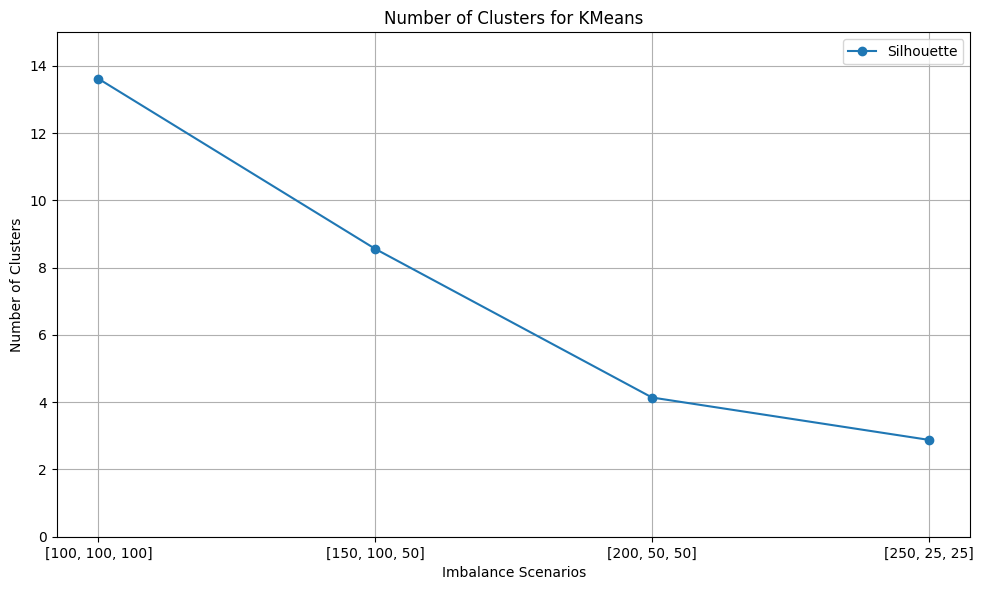 Number of Clusters for KMeans
Silhouette
Number of Clusters
14
12
10
8
6
4
2
0
[100, 100, 100]
[150, 100, 50]
[200, 50, 50]
[250, 25, 25]
Imbalance Scenarios